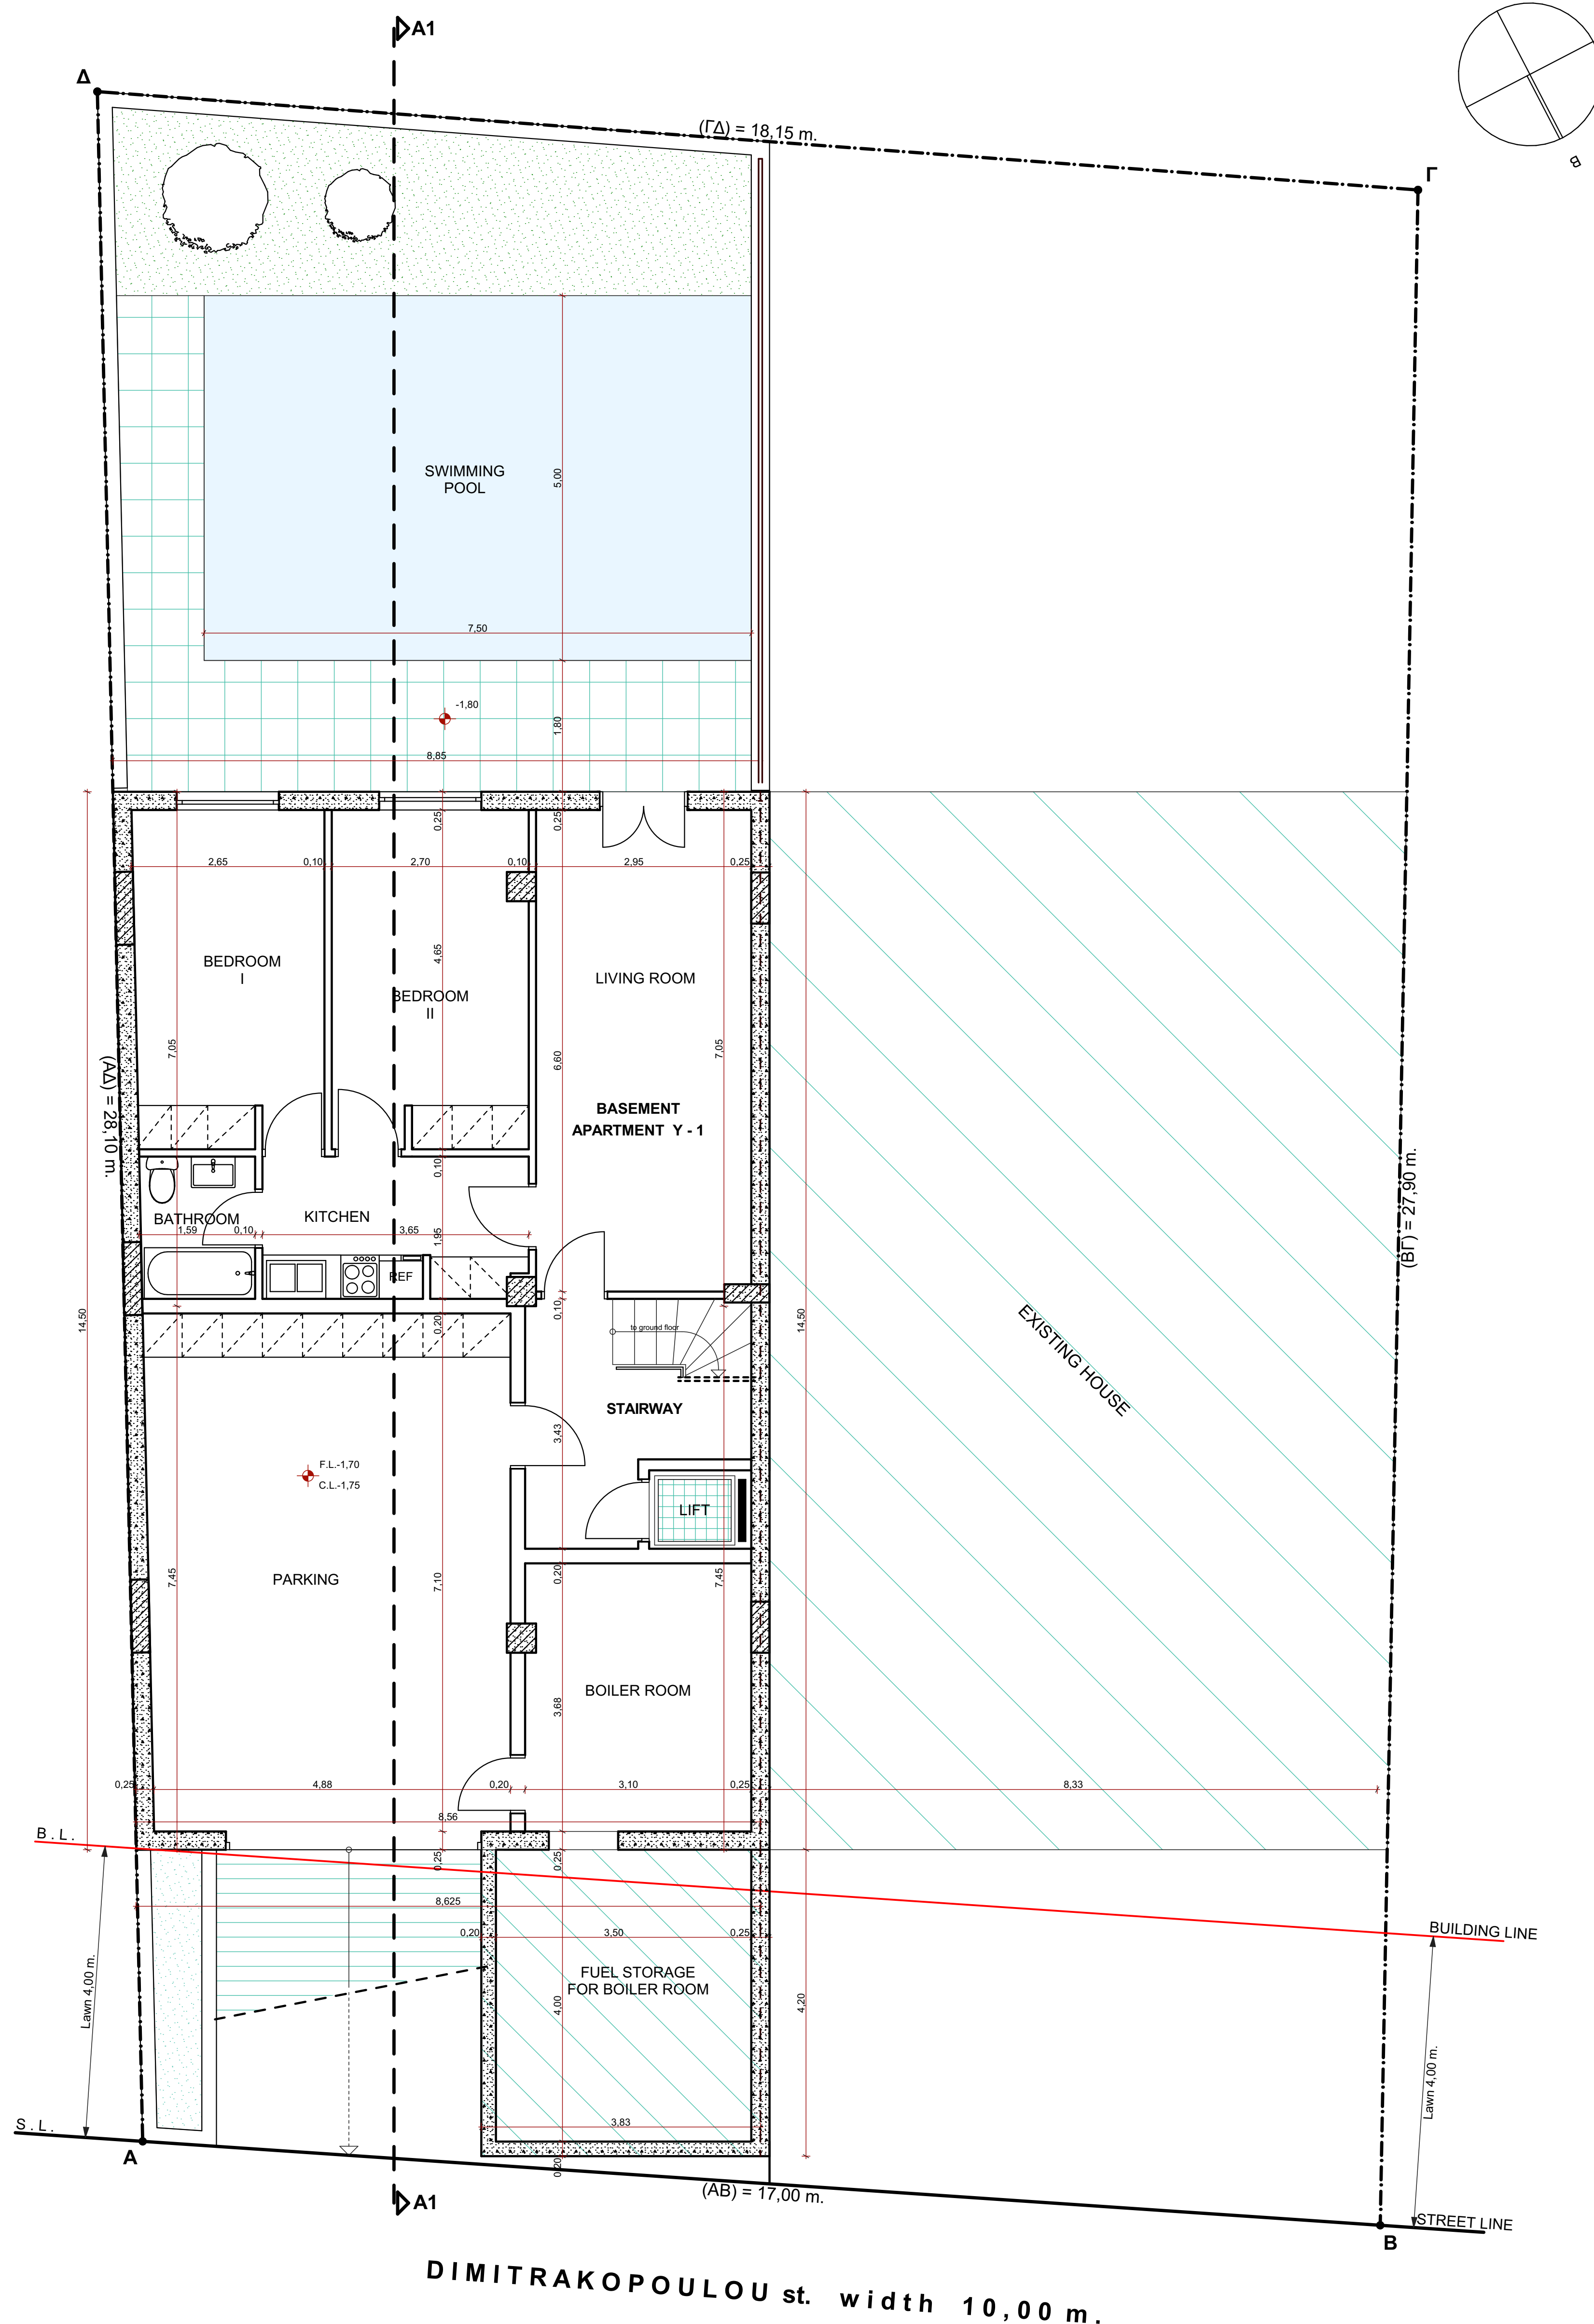 A1
Δ
(ΓΔ) = 18,15 m.
B
Γ
SWIMMING
POOL
5,00
7,50
-1,80
1,80
8,85
0,25
0,25
2,65
0,10
2,70
0,10
2,95
0,25
4,65
BEDROOM
I
LIVING ROOM
BEDROOM
II
7,05
7,05
6,60
(ΑΔ) = 28,10 m.
BASEMENT
APARTMENT Y - 1
0,10
(ΒΓ) = 27,90 m.
BATHROOM
KITCHEN
1,59
0,10
3,65
1,95
REF
0,10
14,50
0,20
to ground floor
14,50
EXISTING HOUSE
STAIRWAY
3,43
F.L.-1,70
C.L.-1,75
LIFT
PARKING
7,45
7,10
0,20
7,45
BOILER ROOM
3,68
0,25
4,88
0,20
3,10
0,25
8,33
8,56
B . L .
0,25
0,25
8,625
0,20
3,50
0,25
BUILDING LINE
Lawn 4,00 m.
FUEL STORAGE
FOR BOILER ROOM
4,00
4,20
Lawn 4,00 m.
3,83
S . L .
A
0,20
A1
(AB) = 17,00 m.
STREET LINE
B
DIMITRAKOPOULOU st. width 10,00 m.